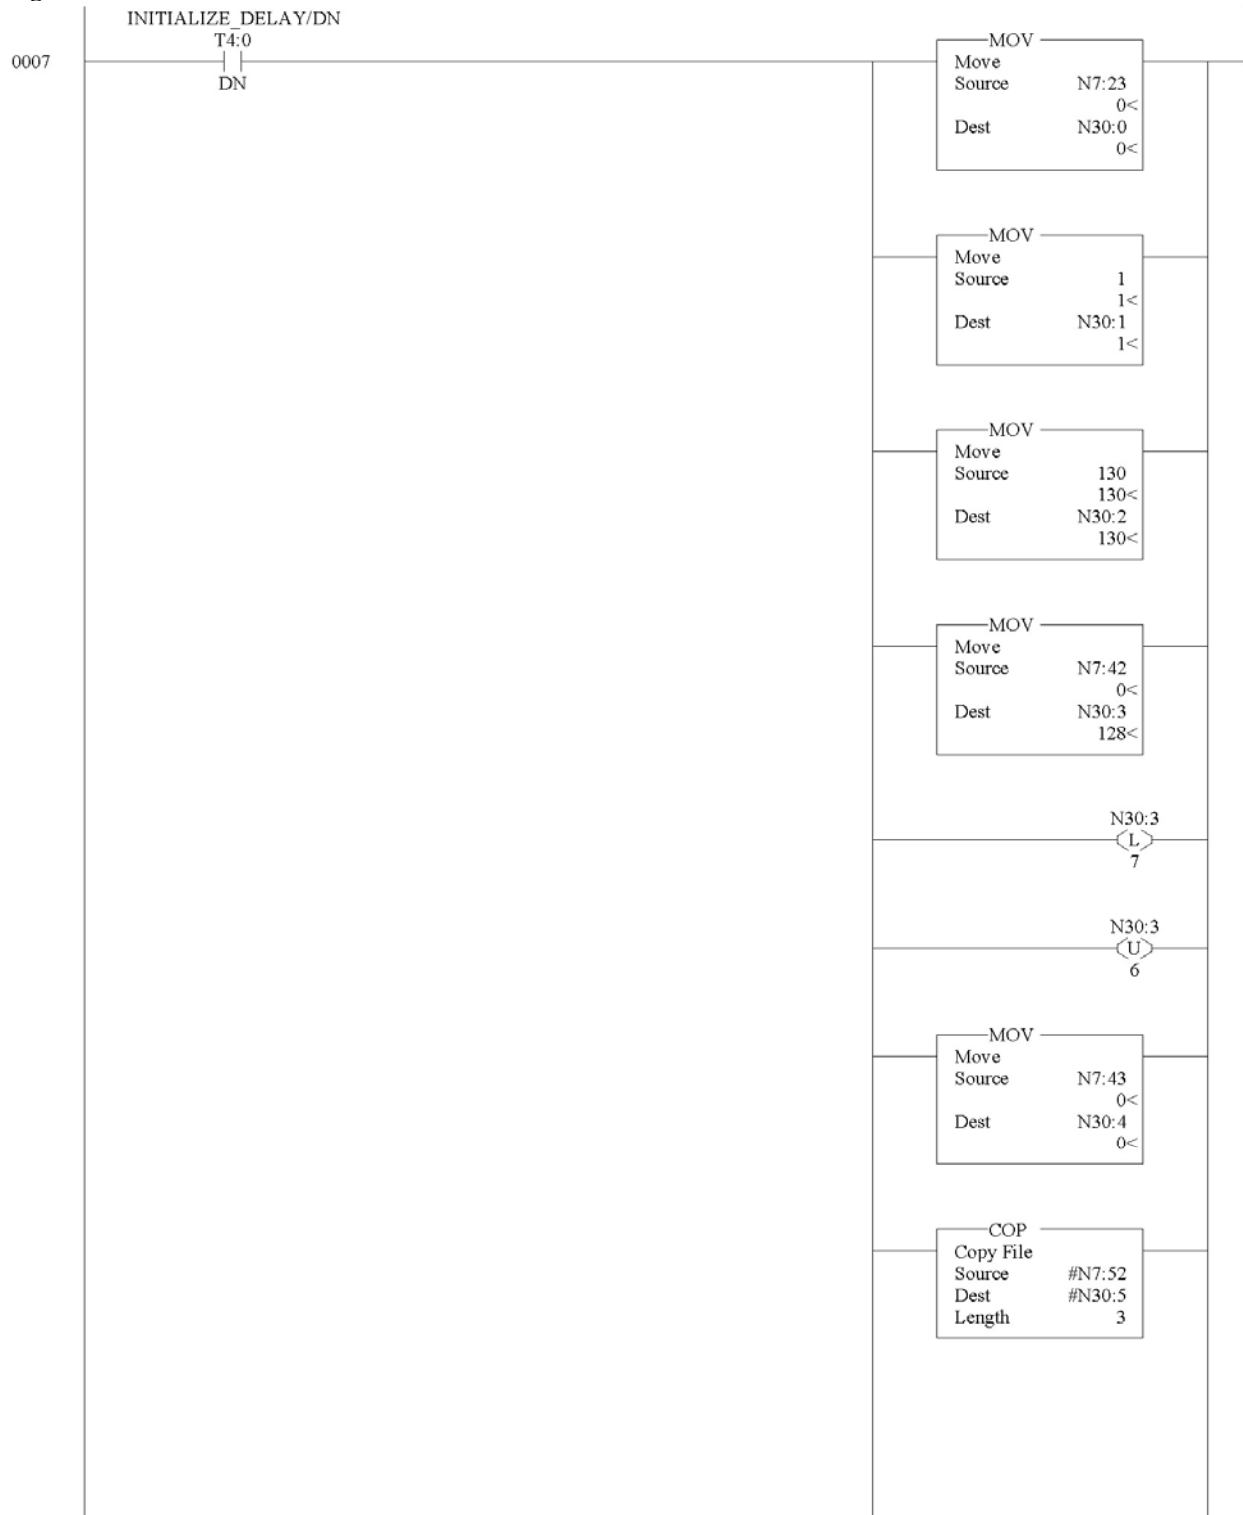 INITIALIZE_DELAY/DN
T4:0
0007
DN
MOV
Move
Source N7:23
0<
Dest N30:0
0<
MOV
Move
Source 1
1<
Dest N30:1
1<
MOV
Move
Source 130
130<
Dest N30:2
130<
MOV
Move
Source N7:42
0<
Dest N30:3
128<
N30:3
L
7
N30:3
U
6
MOV
Move
Source N7:43
0<
Dest N30:4
0<
COP
Copy File
Source #N7:52
Dest #N30:5
Length 3